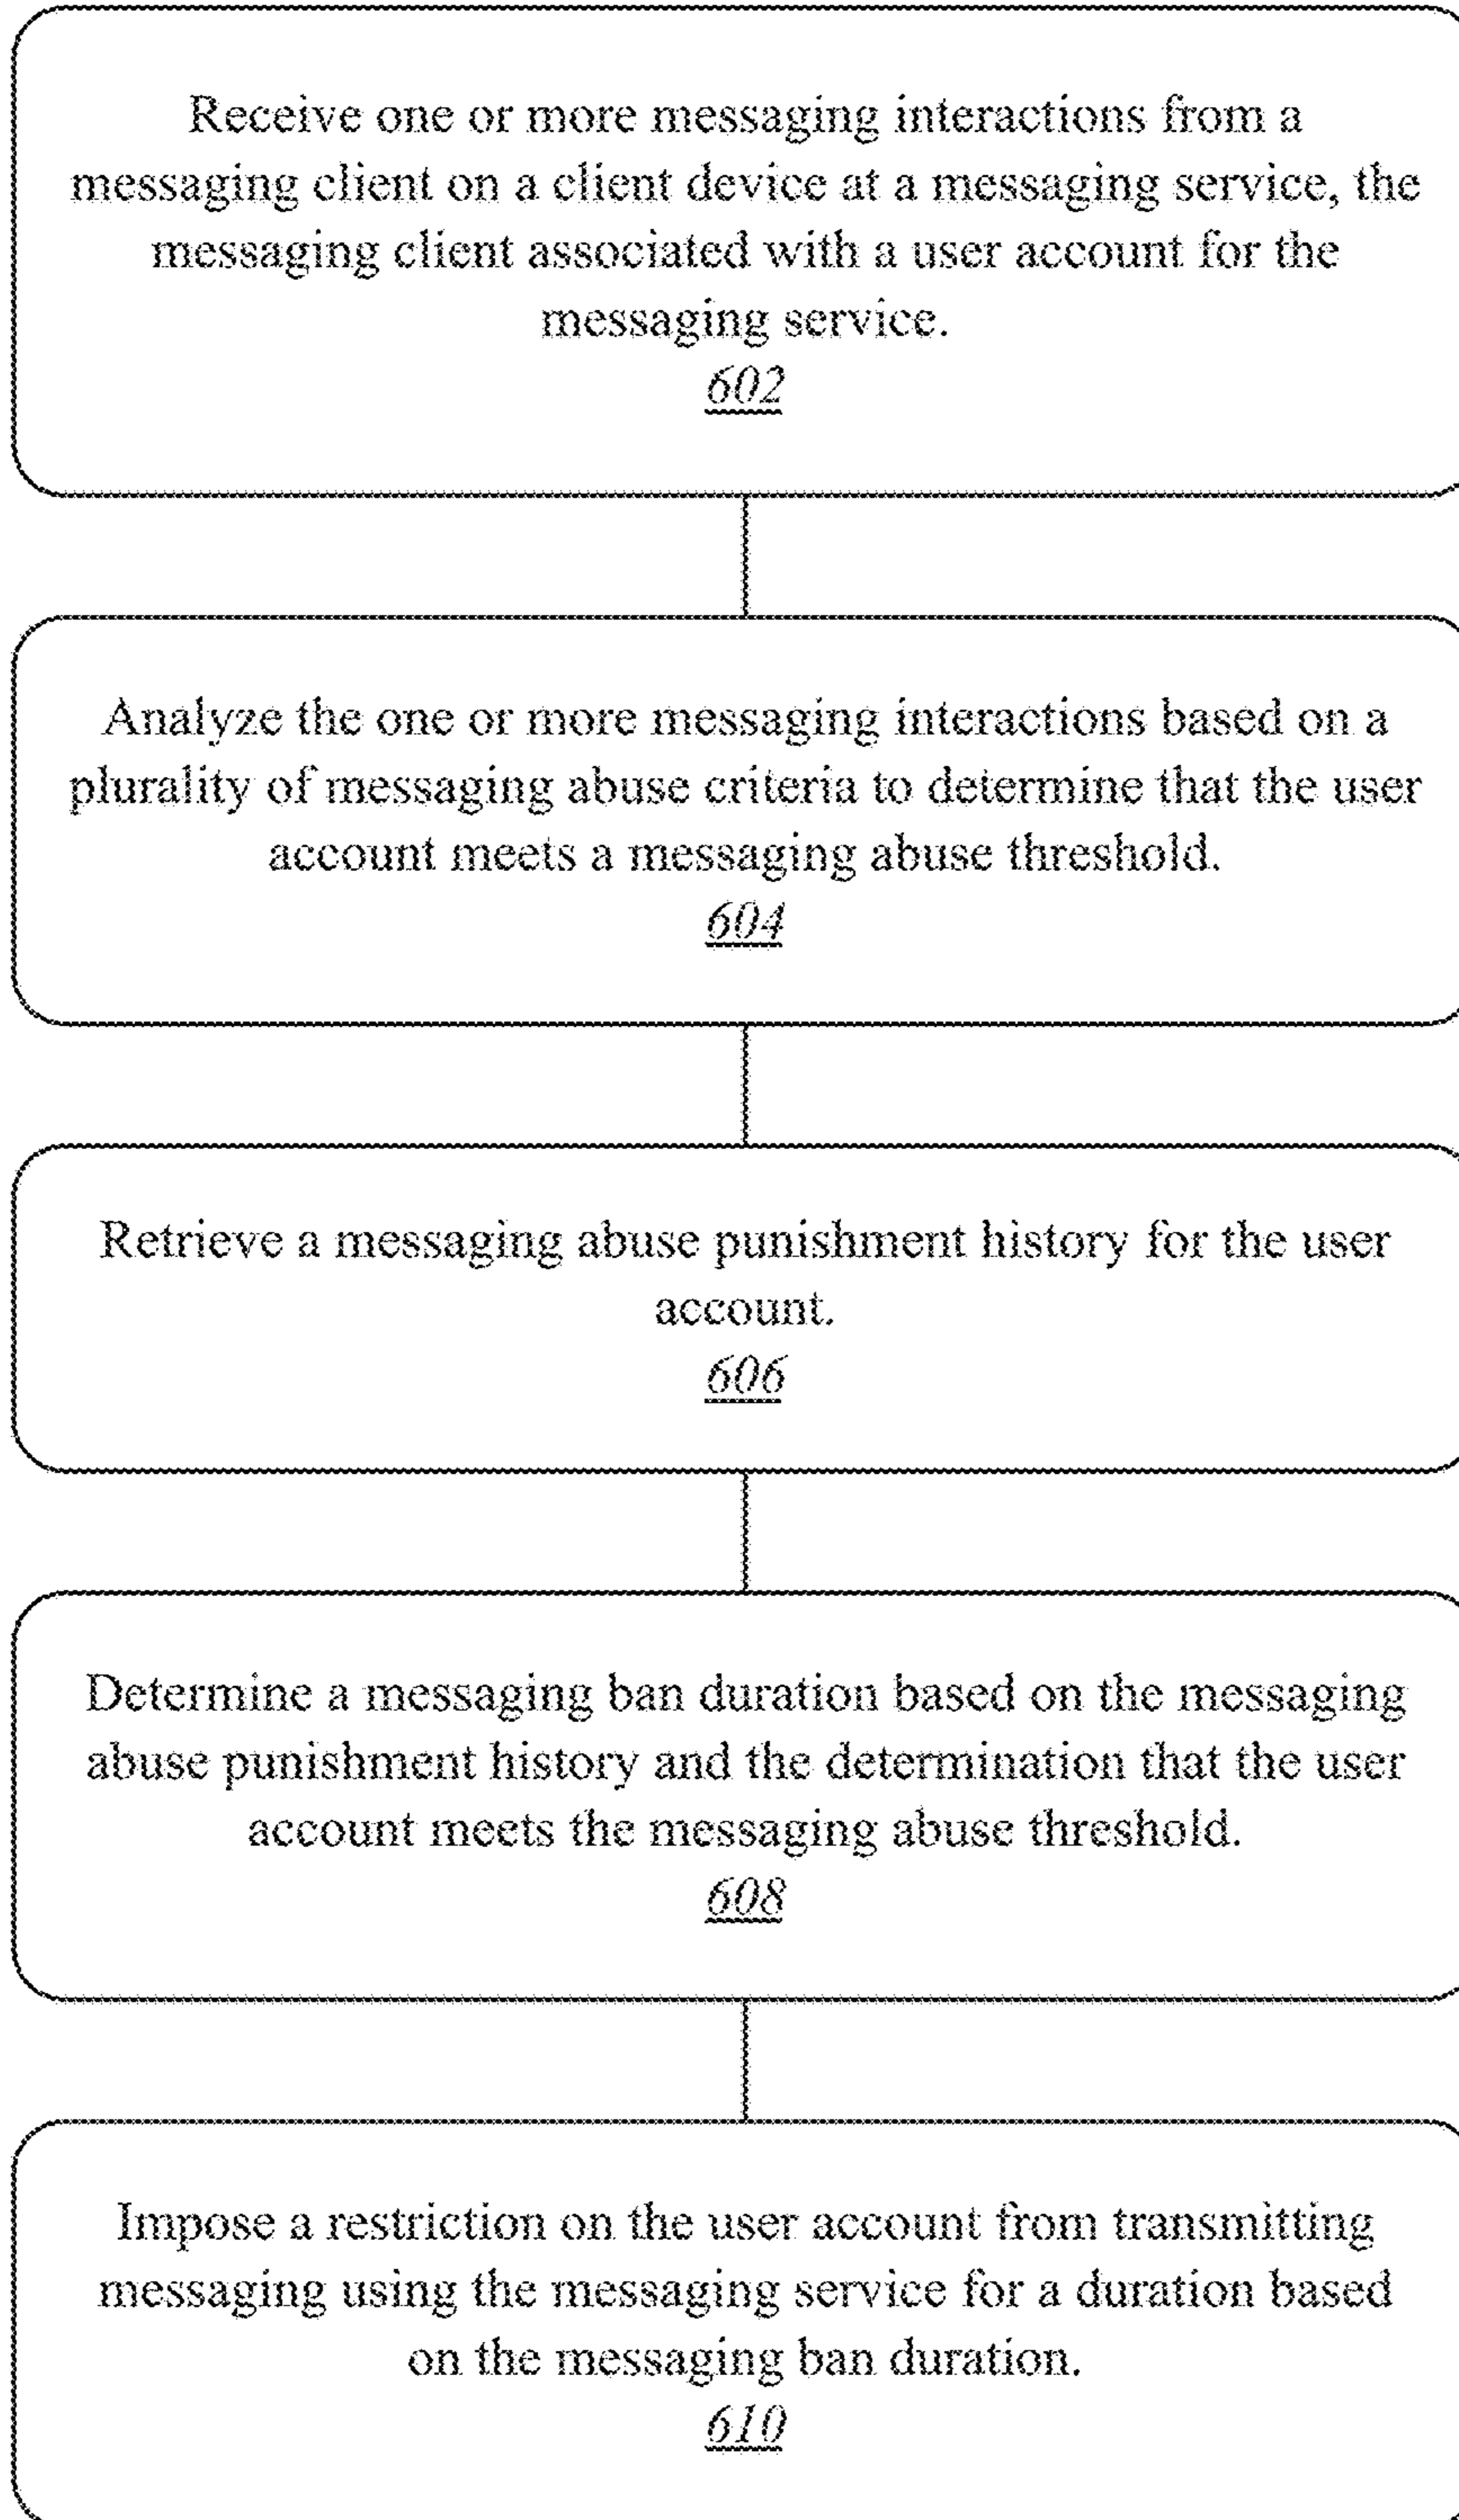 Receive one or more messaging interactions from a
messaging client on a client device at a messaging service, the
messaging client associated with a user account for the
messaging service.
602
Analyze the one or more messaging interactions based on a
plurality of messaging abuse criteria to determine that the user
account meets a messaging abuse threshold.
604
Retrieve a messaging abuse punishment history for the user
account.
606
Determine a messaging ban duration based on the messaging
abuse punishment history and the determination that the user
account meets the messaging abuse threshold.
608
Impose a restriction on the user account from transmitting
messaging using the messaging service for a duration based
on the messaging ban duration.
610